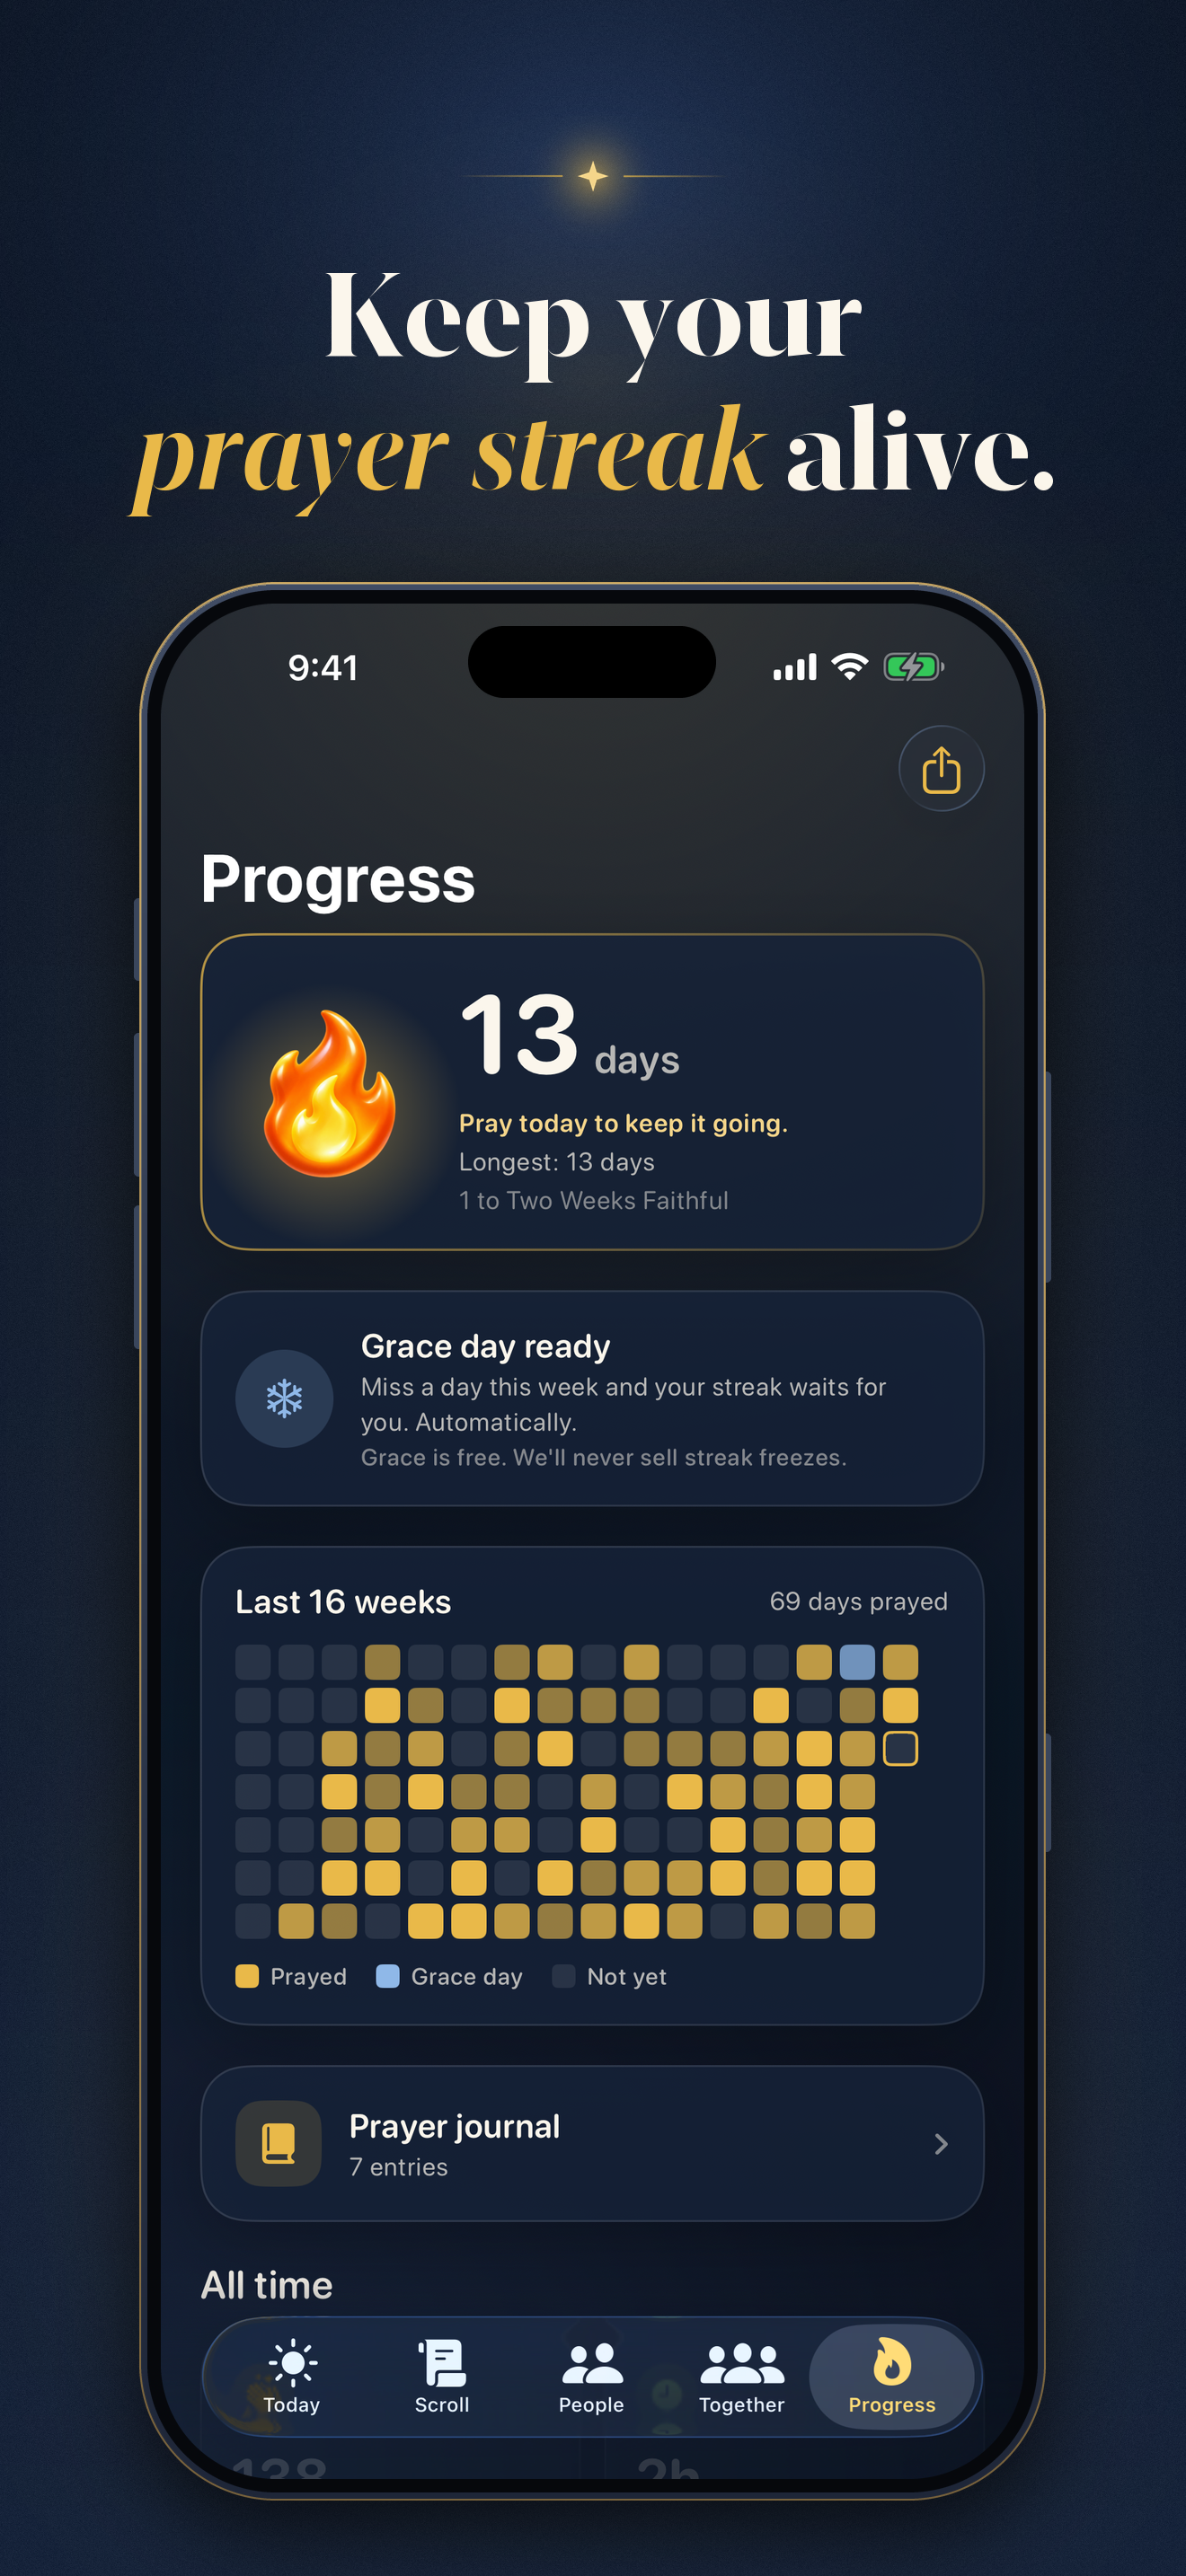 Keep your
prayer streak alive.
9:41
Progress
13 days
Pray today to keep it going.
Longest: 13 days
1 to Two Weeks Faithful
Grace day ready
Miss a day this week and your streak waits for
you. Automatically.
Grace is free. We'll never sell streak freezes.
Last 16 weeks
69 days prayed
Prayed
Grace day
Not yet
Prayer journal
7 entries
All time
Today
Scroll
People
Together
Progress
138
2h